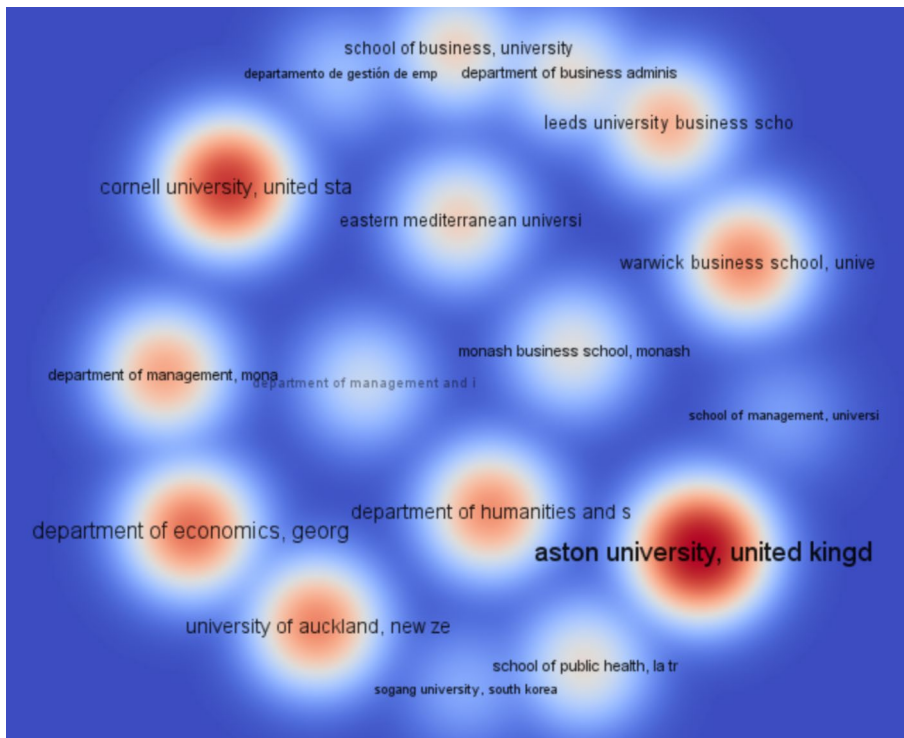 school of business, university
departamento de gestión de emp
department of business adminis
leeds university business scho
cornell university, united sta
eastern mediterranean universi
warwick business school, unive
monash business school, monash
department of management, mona
department of management and i
school of management, universi
department of humanities and s
department of economics, georg
aston university, united kingd
university of auckland, new ze
school of public health, la tr
sogang university, south korea